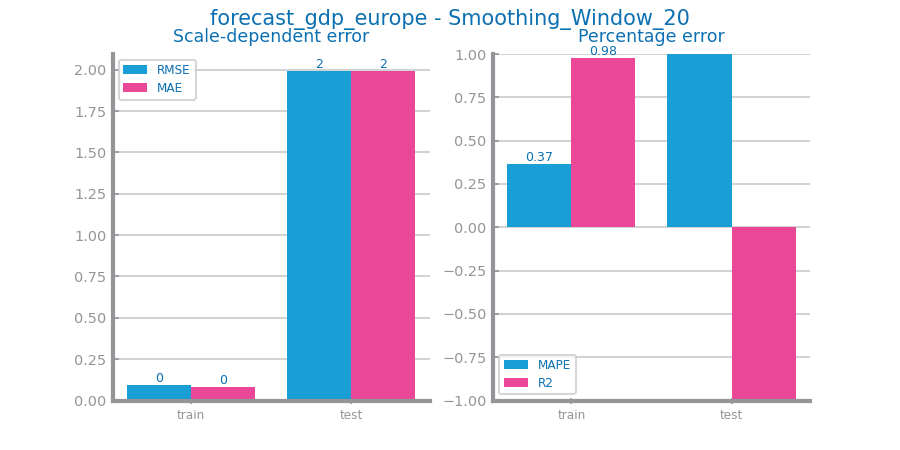 forecast_gdp_europe - Smoothing_Window_20
Scale-dependent error
2.00
1.75
1.50
1.25
1.00
0.75
0.50
0.25
0.00
RMSE
MAE
0
0
2
2
train
test
Percentage error
1.00
0.75
0.50
0.25
0.00
−0.25
−0.50
−0.75
−1.00
0.37
0.98
MAPE
R2
train
test